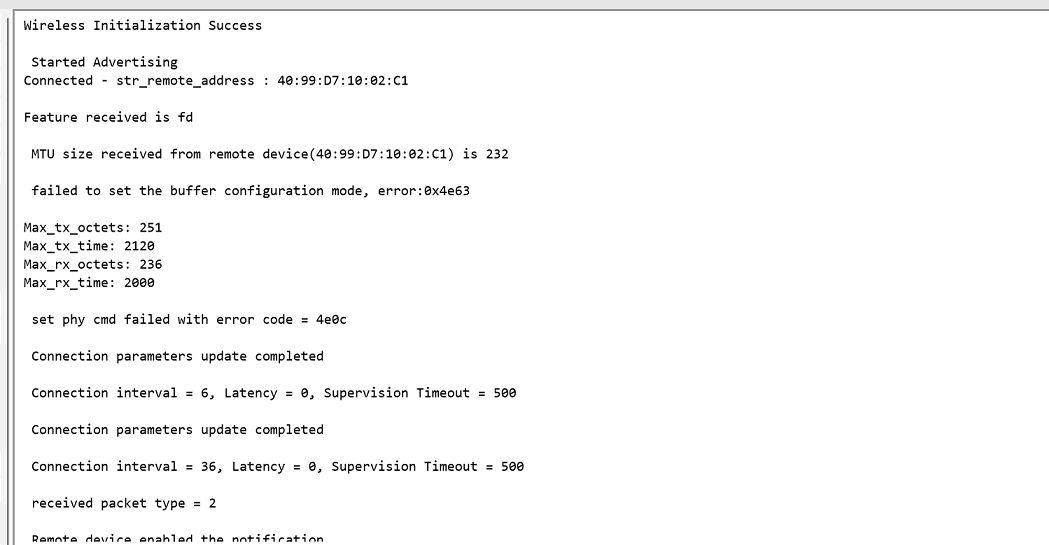 Wireless Initialization Success
Started Advertising
Connected - str_remote_address : 40:99:D7:10:02:C1
Feature received is fd
MTU size received from remote device(40:99:D7:10:02:C1) is 232
failed to set the buffer configuration mode, error:0x4e63
Max_tx_octets: 251
Max_tx_time: 2120
Max_rx_octets: 236
Max_rx_time: 2000
set phy cmd failed with error code = 4e0c
Connection parameters update completed
Connection interval = 6, Latency = 0, Supervision Timeout = 500
Connection parameters update completed
Connection interval = 36, Latency = 0, Supervision Timeout = 500
received packet type = 2
Remote device enabled the notification